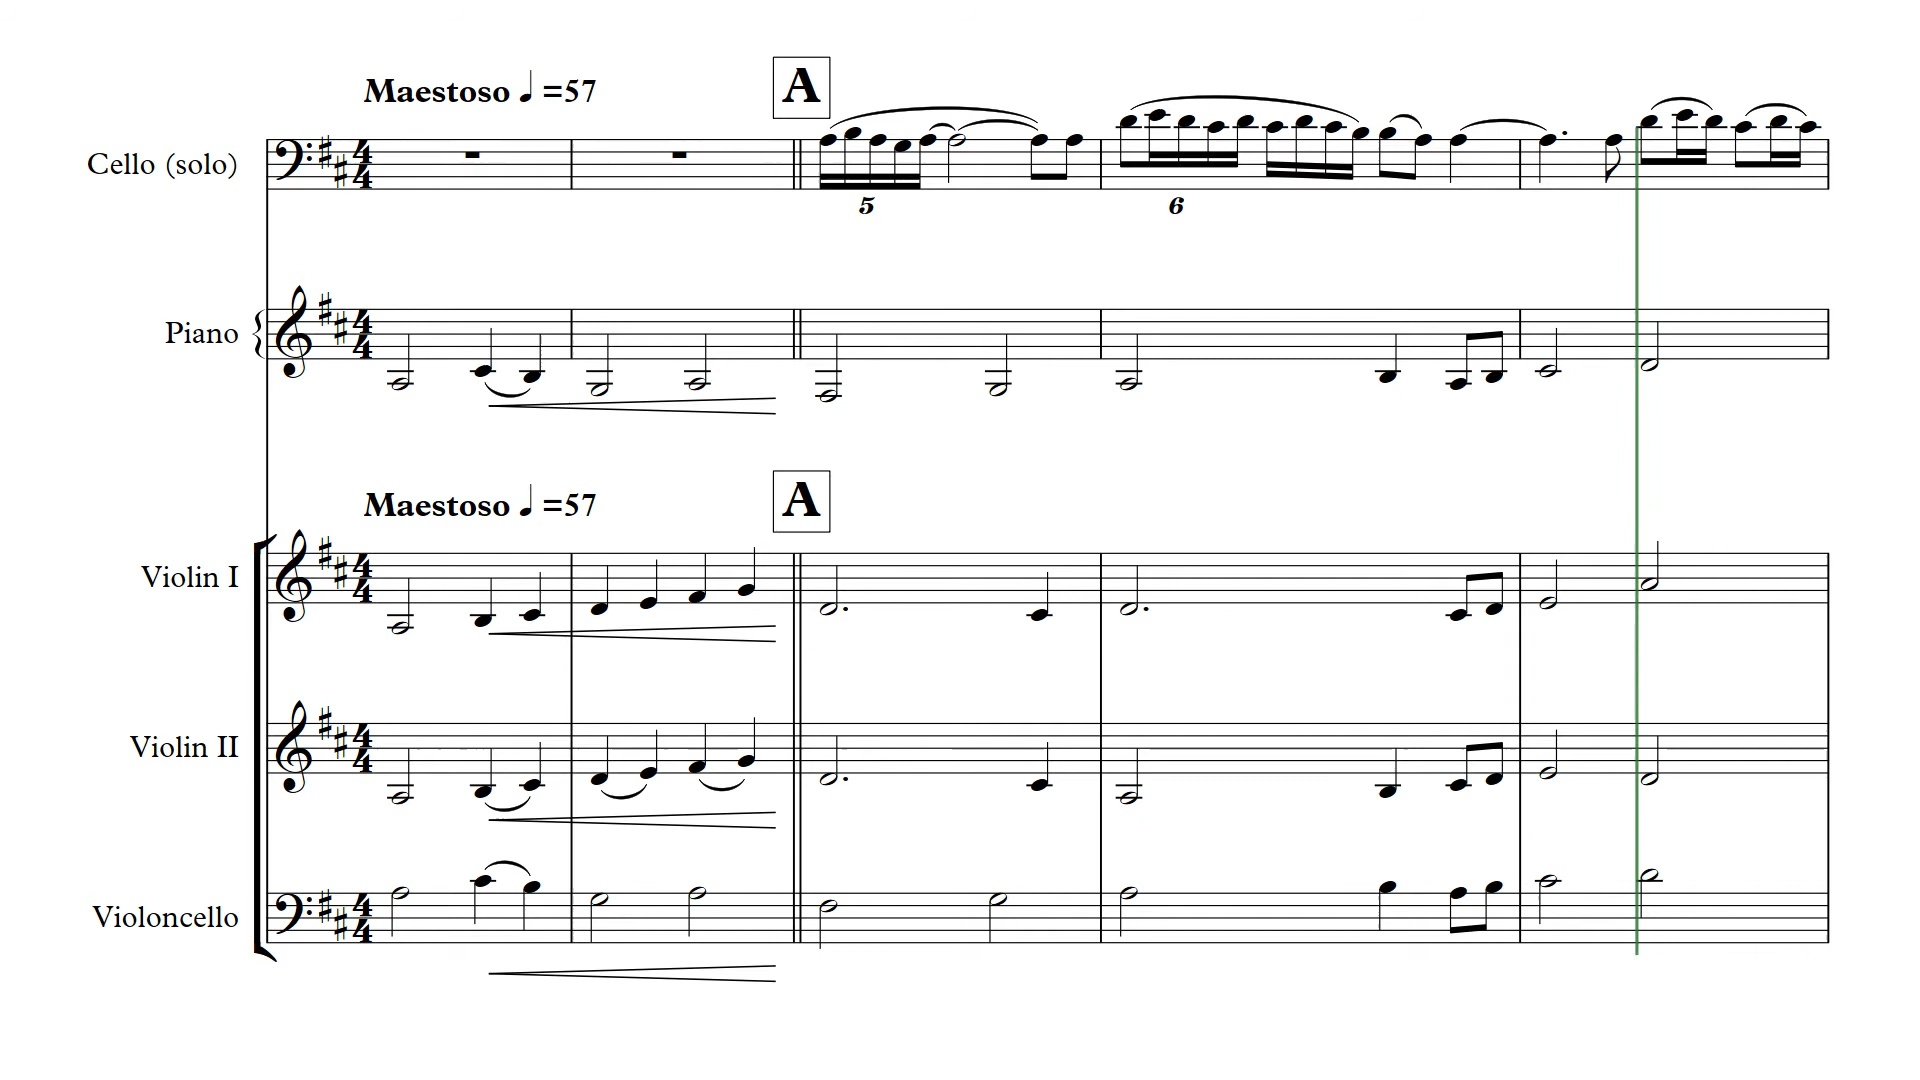 Maestoso ♩=57
A
Cello (solo)
5
6
Piano
Maestoso ♩=57
A
Violin I
Violin II
Violoncello